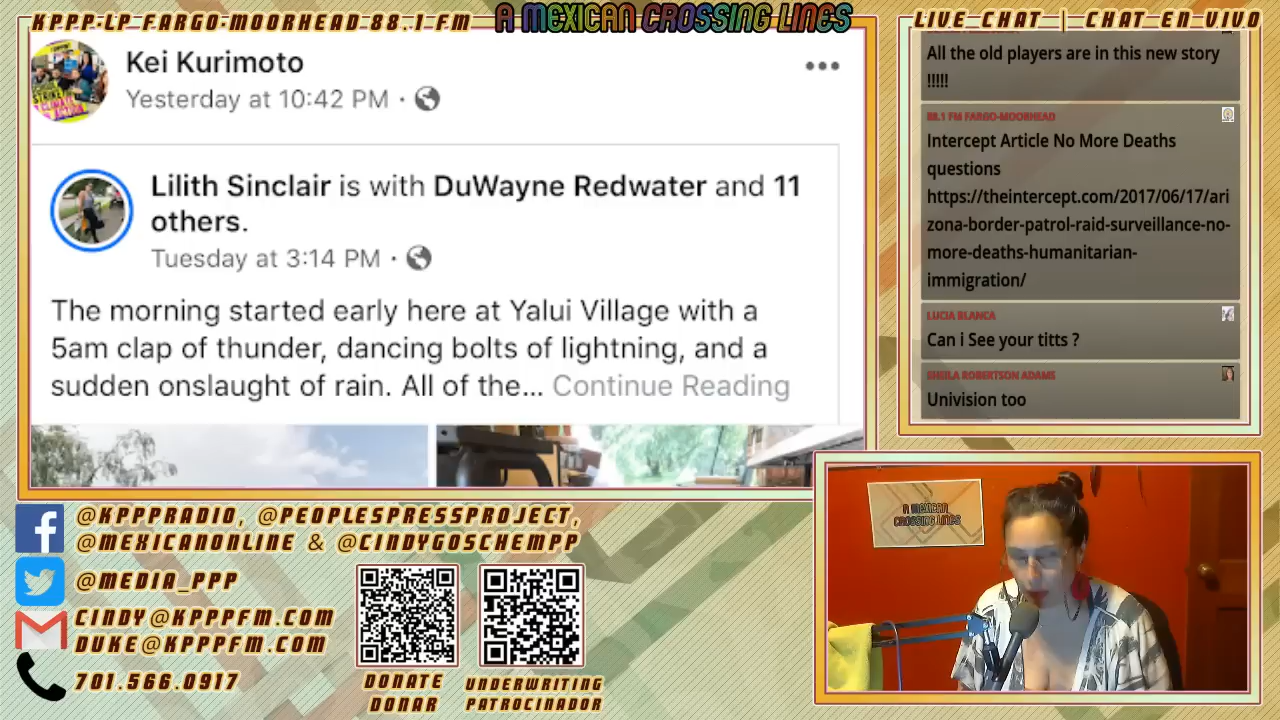 KPPP-LP FARGO-MOORHEAD 88.1 FM
A MEXICAN CROSSING LINES
LIVE CHAT | CHAT EN VIVO
Kei Kurimoto
Yesterday at 10:42 PM ·
Lilith Sinclair is with DuWayne Redwater and 11
others.
Tuesday at 3:14 PM ·
The morning started early here at Yalui Village with a
5am clap of thunder, dancing bolts of lightning, and a
sudden onslaught of rain. All of the... Continue Reading
All the old players are in this new story
!!!!!
88.1 FM FARGO-MOORHEAD
Intercept Article No More Deaths
questions
https://theintercept.com/2017/06/17/ari
zona-border-patrol-raid-surveillance-no-
more-deaths-humanitarian-
immigration/
LUCIA BLANCA
Can i See your titts ?
SHEILA ROBERTSON ADAMS
Univision too
A MEXICAN
CROSSING LINES
@KPPPRADIO, @PEOPLESPRESSPROJECT,
@MEXICANONLINE & @CINDYGOSCHEMPP
@MEDIA_PPP
CINDY@KPPPFM.COM
DUKE@KPPPFM.COM
701.566.0917
DONATE
DONAR
UNDERWRITING
PATROCINADOR